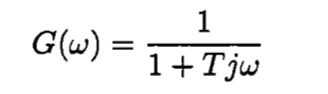 G(ω) = 1 / (1 + Tjω)